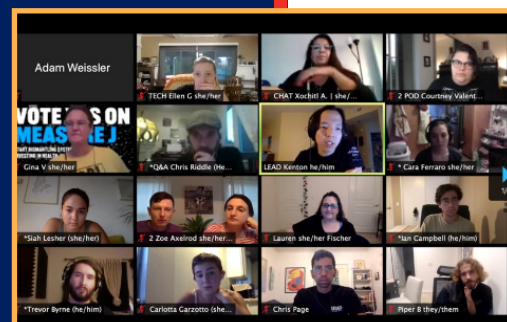 Adam Weissler
TECH Ellen G she/her
CHAT Xochitl A. | she/...
2 POD Courtney Valent...
VOTE YES ON
MEASURE J
INVESTING IN HEALTH
Gina V she/her
*Q&A Chris Riddle (He...
LEAD Kenton he/him
* Cara Ferraro she/her
*Siah Lesher (she/her)
2 Zoe Axelrod she/her...
Lauren she/her Fischer
*Ian Campbell (he/him)
*Trevor Byrne (he/him)
Carlotta Garzotto (she...
Chris Page
Piper B they/them